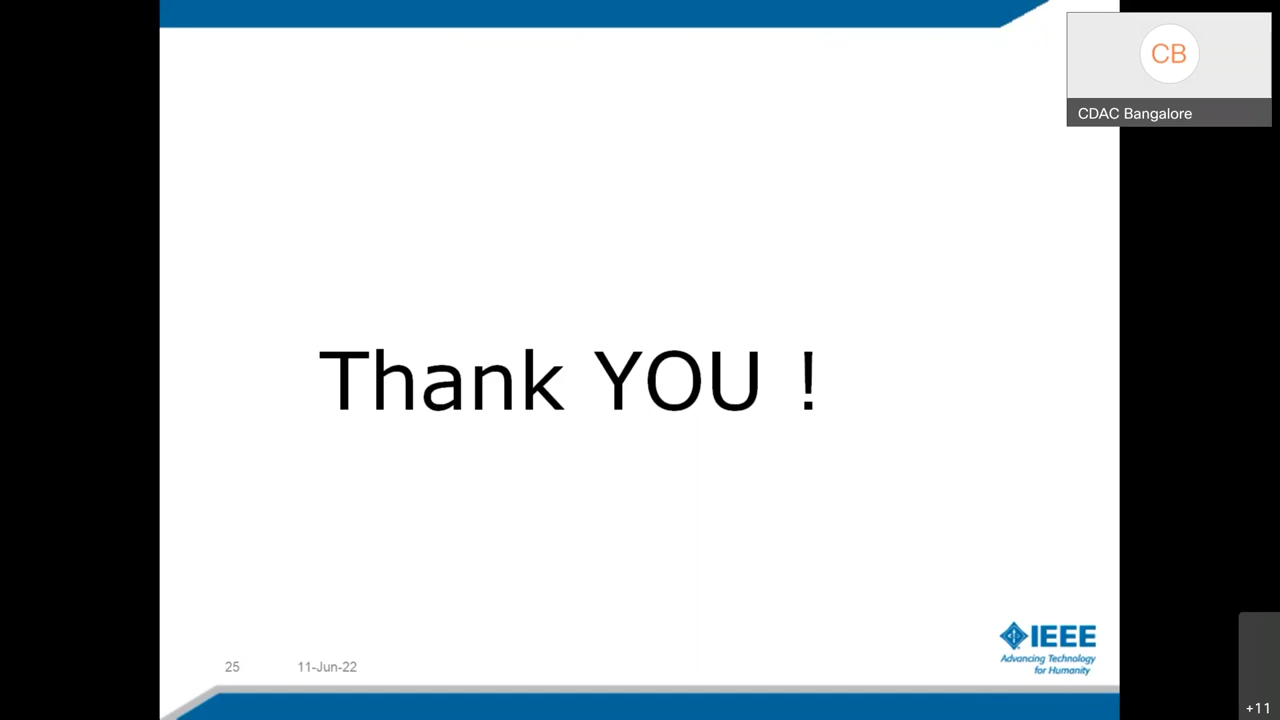 CB
CDAC Bangalore
Thank YOU !
IEEE
Advancing Technology
for Humanity
25 11-Jun-22
+11